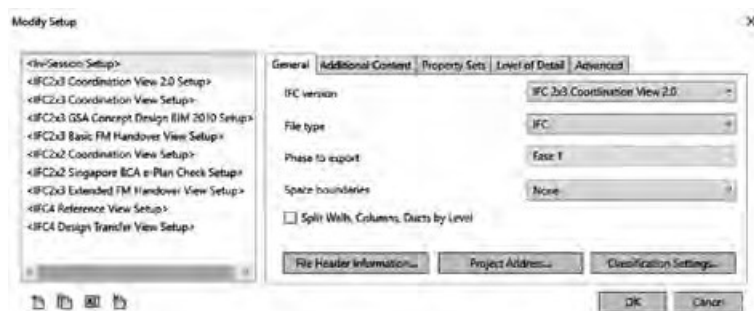 Modify Setup
<In-Session Setup>
<IFC2x3 Coordination View 2.0 Setup>
<IFC2x3 Coordination View Setup>
<IFC2x3 GSA Concept Design BIM 2010 Setup>
<IFC2x3 Basic FM Handover View Setup>
<IFC2x2 Coordination View Setup>
<IFC2x2 Singapore BCA e-Plan Check Setup>
<IFC2x3 Extended FM Handover View Setup>
<IFC4 Reference View Setup>
<IFC4 Design Transfer View Setup>
General Additional Content Property Sets Level of Detail Advanced
IFC version IFC 2x3 Coordination View 2.0
File type IFC
Phase to export Fase 1
Space boundaries None
Split Walls, Columns, Ducts by Level
File Header Information... Project Address... Classification Settings...
OK Cancel